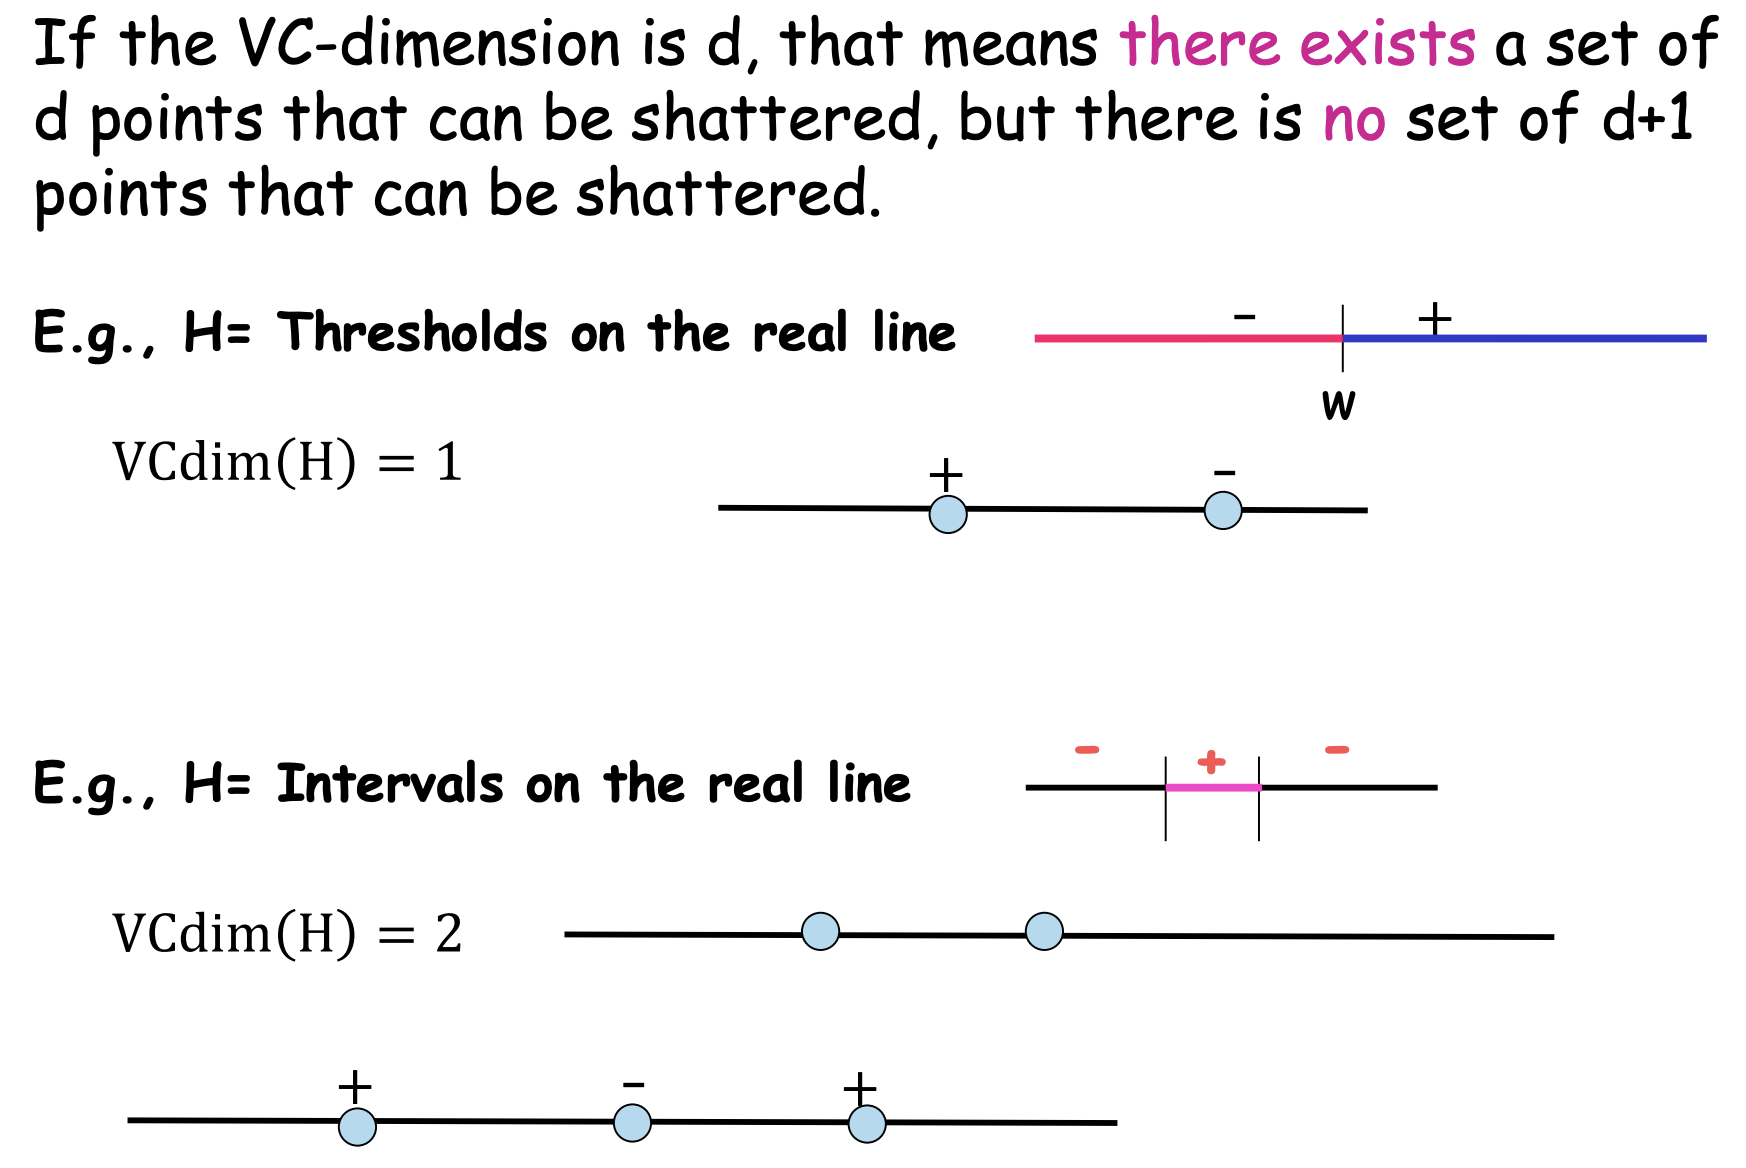 If the VC-dimension is d, that means there exists a set of
d points that can be shattered, but there is no set of d+1
points that can be shattered.
E.g., H= Thresholds on the real line
- +
w
VCdim(H) = 1
+ -
E.g., H= Intervals on the real line
- + -
VCdim(H) = 2
+ - +